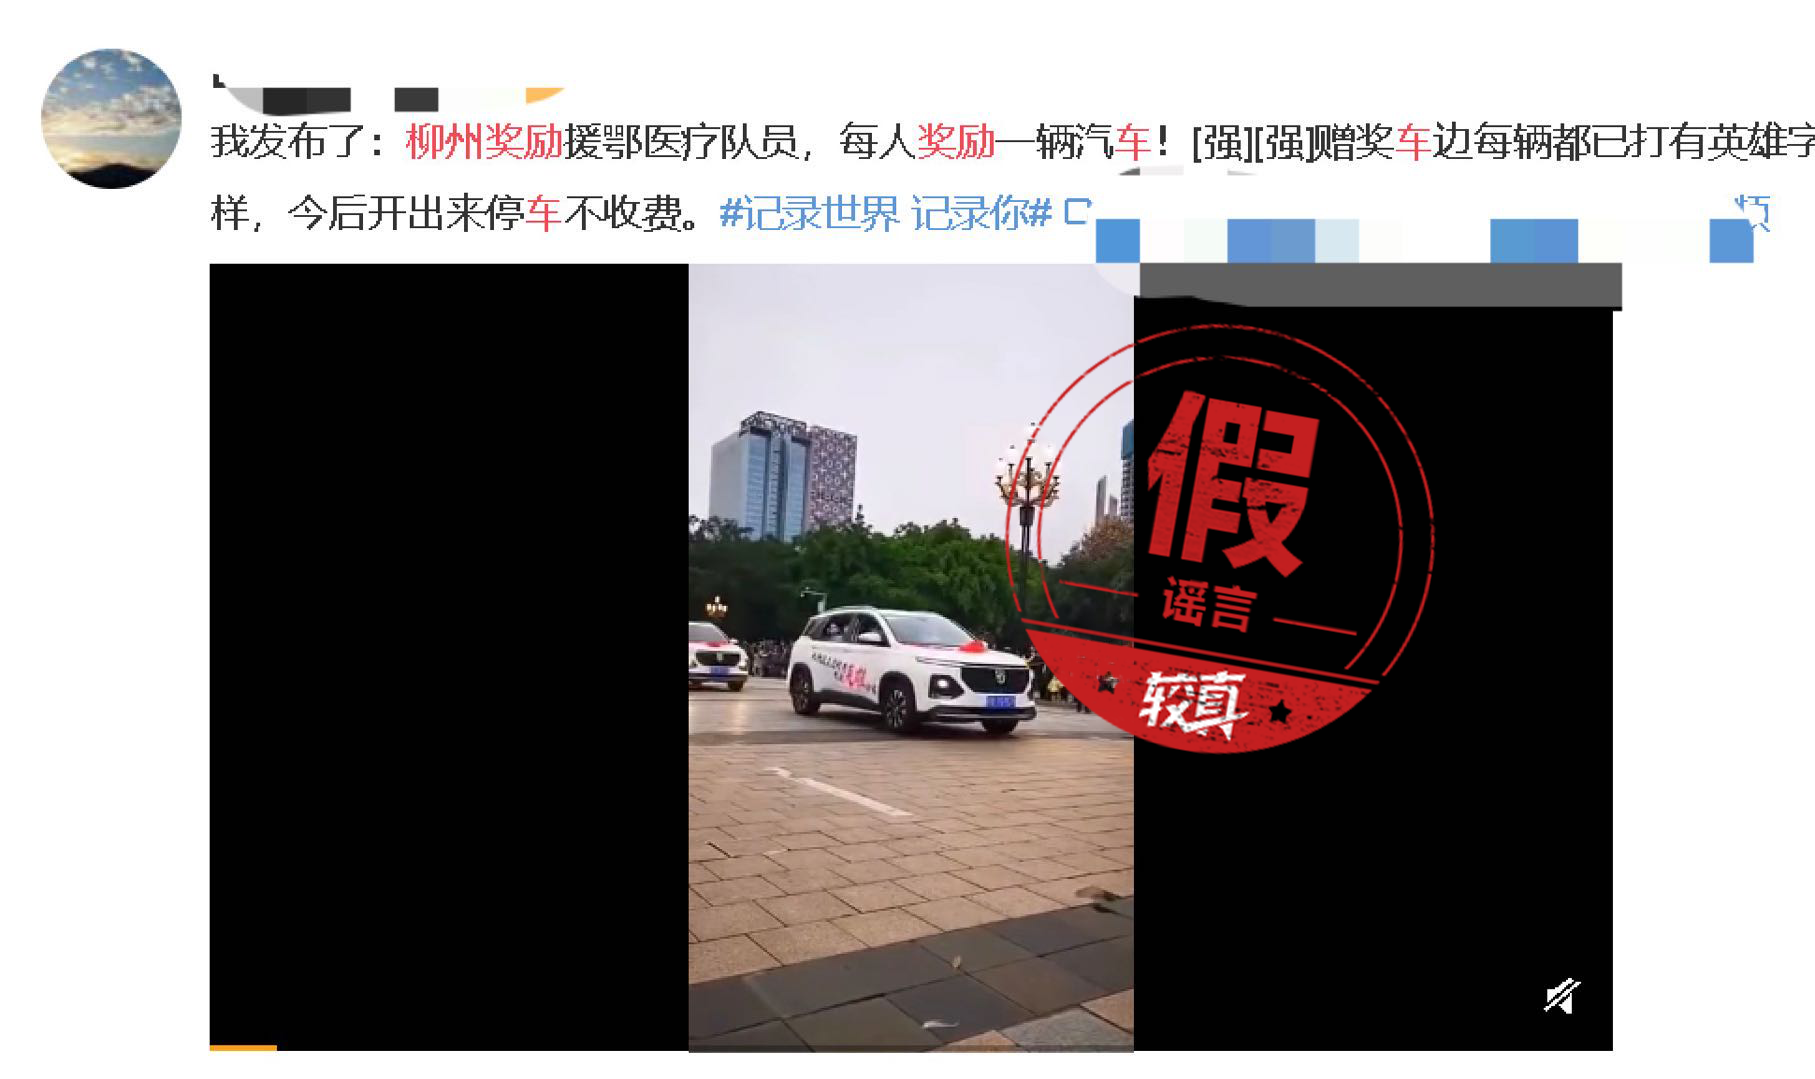 我发布了：柳州奖励援鄂医疗队员，每人奖励一辆汽车！[强][强]赠奖车边每辆都已打有英雄字
样，今后开出来停车不收费。#记录世界 记录你#
英雄
假
谣言
较真